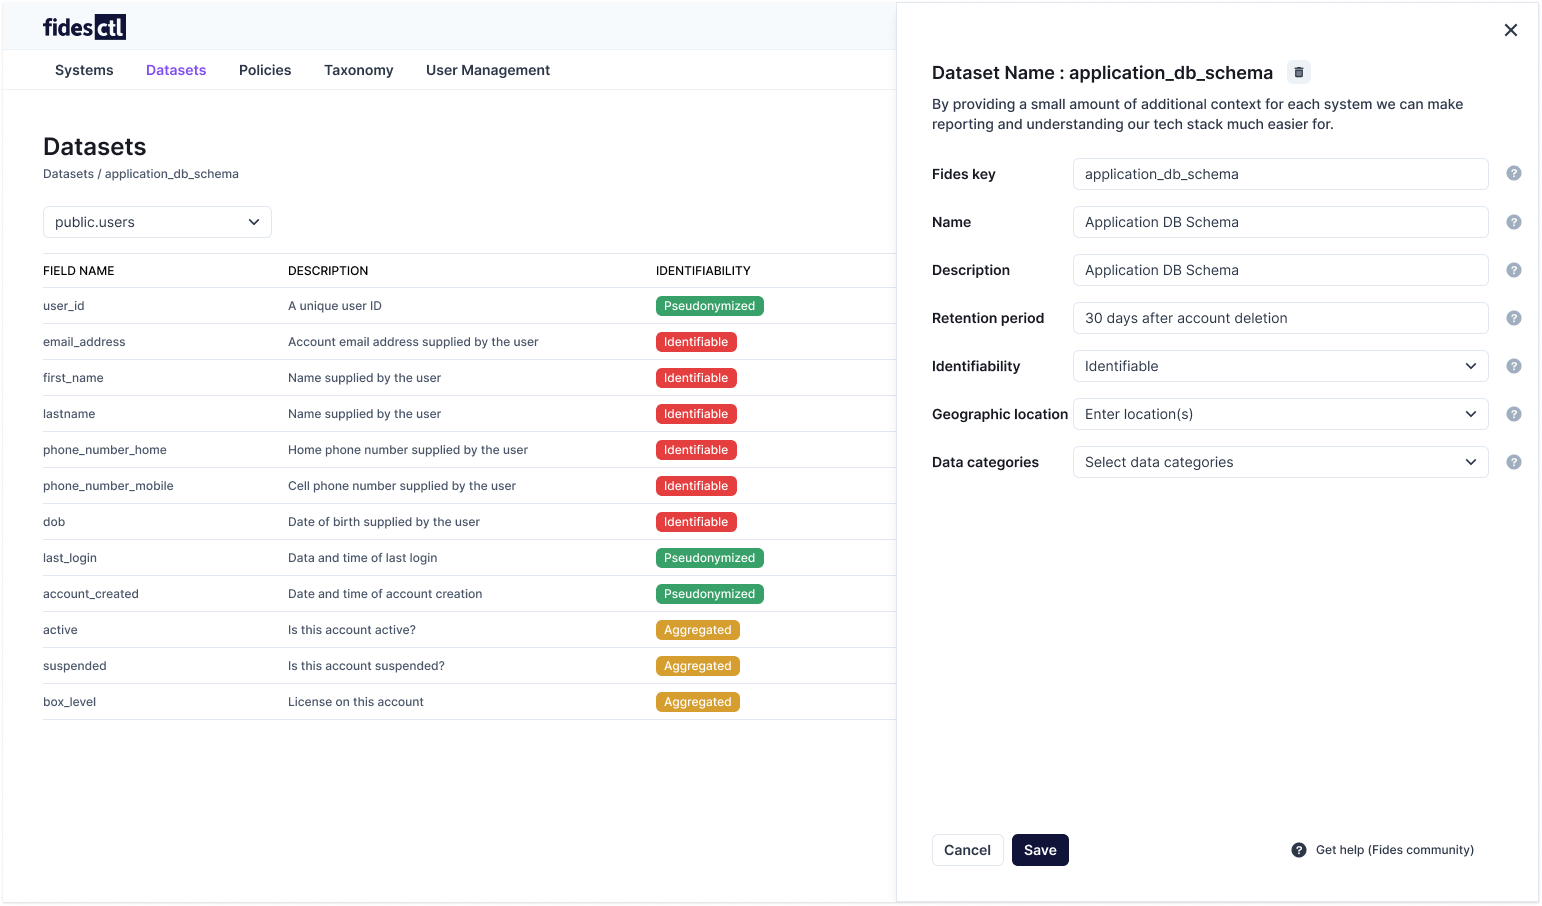 fidesctl
Systems Datasets Policies Taxonomy User Management
Datasets
Datasets / application_db_schema
public.users
FIELD NAME DESCRIPTION IDENTIFIABILITY
user_id A unique user ID Pseudonymized
email_address Account email address supplied by the user Identifiable
first_name Name supplied by the user Identifiable
lastname Name supplied by the user Identifiable
phone_number_home Home phone number supplied by the user Identifiable
phone_number_mobile Cell phone number supplied by the user Identifiable
dob Date of birth supplied by the user Identifiable
last_login Data and time of last login Pseudonymized
account_created Date and time of account creation Pseudonymized
active Is this account active? Aggregated
suspended Is this account suspended? Aggregated
box_level License on this account Aggregated
Dataset Name : application_db_schema
By providing a small amount of additional context for each system we can make
reporting and understanding our tech stack much easier for.
Fides key application_db_schema ?
Name Application DB Schema ?
Description Application DB Schema ?
Retention period 30 days after account deletion ?
Identifiability Identifiable ?
Geographic location Enter location(s) ?
Data categories Select data categories ?
Cancel Save ? Get help (Fides community)